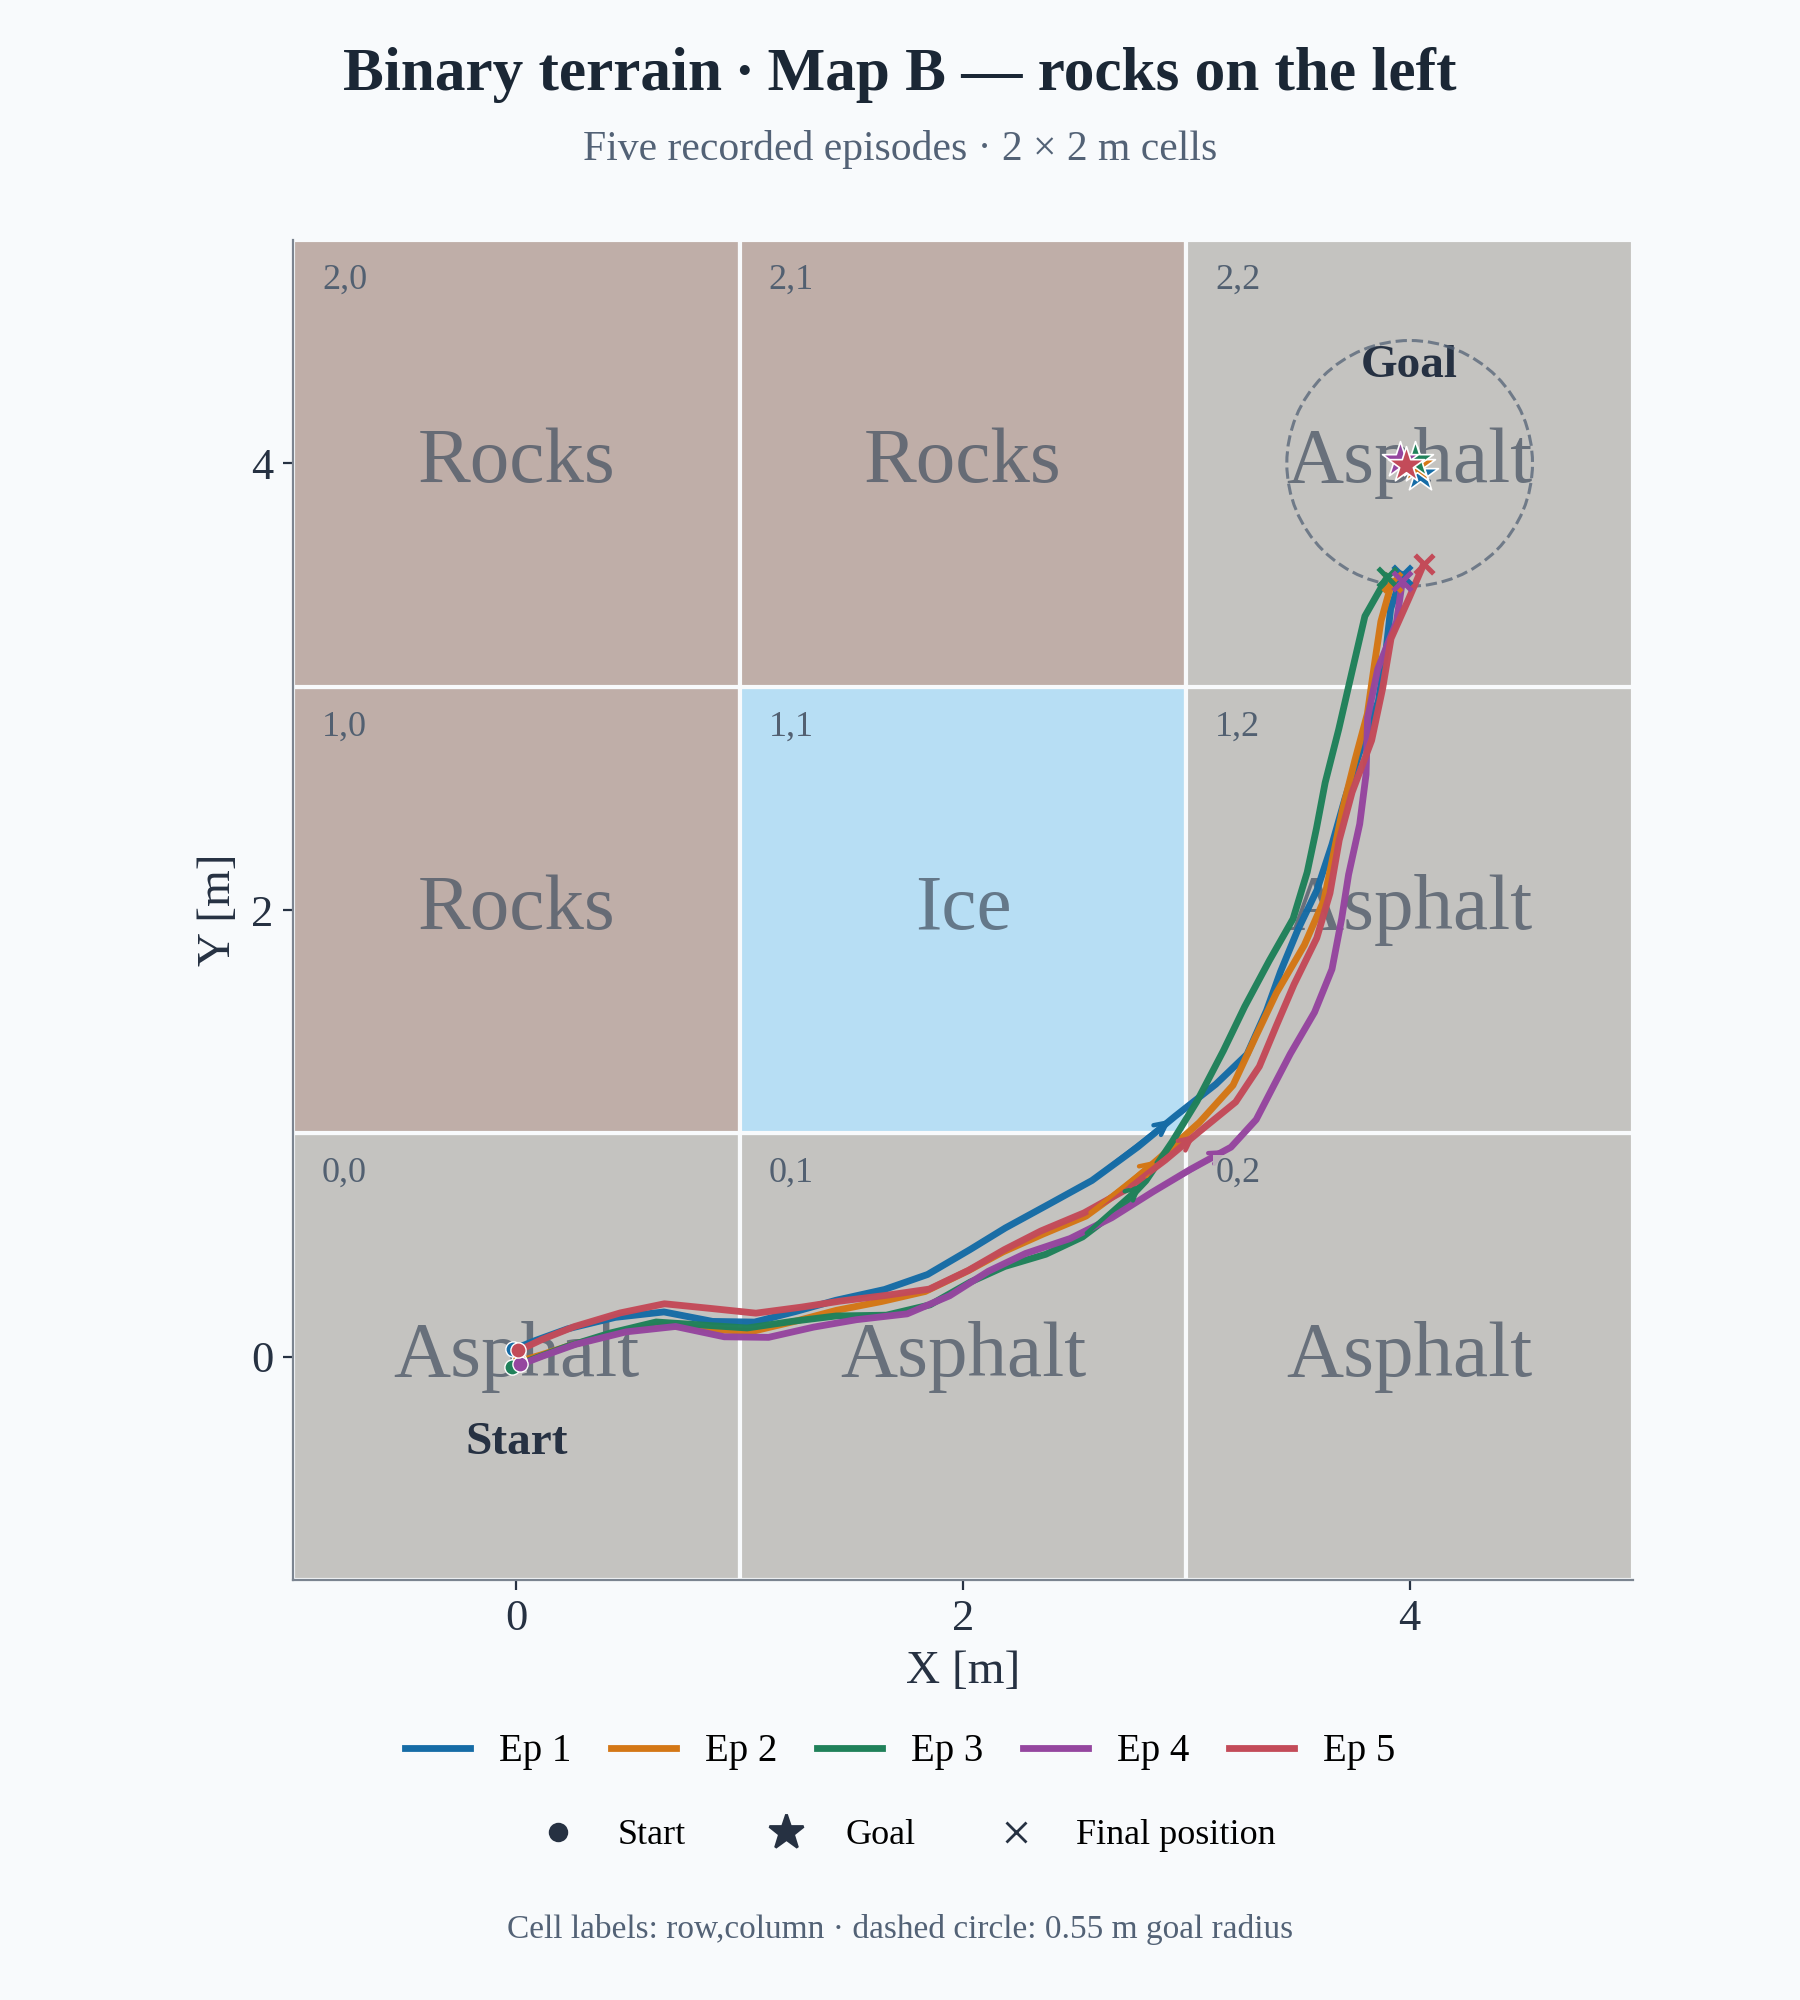 Binary terrain · Map B — rocks on the left
Five recorded episodes · 2 × 2 m cells
2,0
2,1
2,2
Goal
Rocks
Rocks
Asphalt
4
1,0
1,1
1,2
Rocks
Ice
Asphalt
2
Y [m]
0,0
0,1
0,2
Asphalt
Asphalt
Asphalt
0
Start
0
2
4
X [m]
Ep 1
Ep 2
Ep 3
Ep 4
Ep 5
Start
Goal
Final position
Cell labels: row,column · dashed circle: 0.55 m goal radius